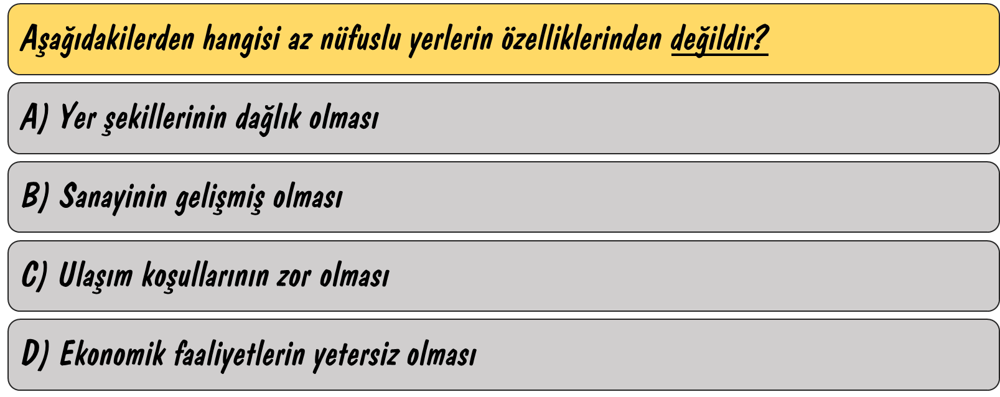 Aşağıdakilerden hangisi az nüfuslu yerlerin özelliklerinden değildir?
A) Yer şekillerinin dağlık olması
B) Sanayinin gelişmiş olması
C) Ulaşım koşullarının zor olması
D) Ekonomik faaliyetlerin yetersiz olması